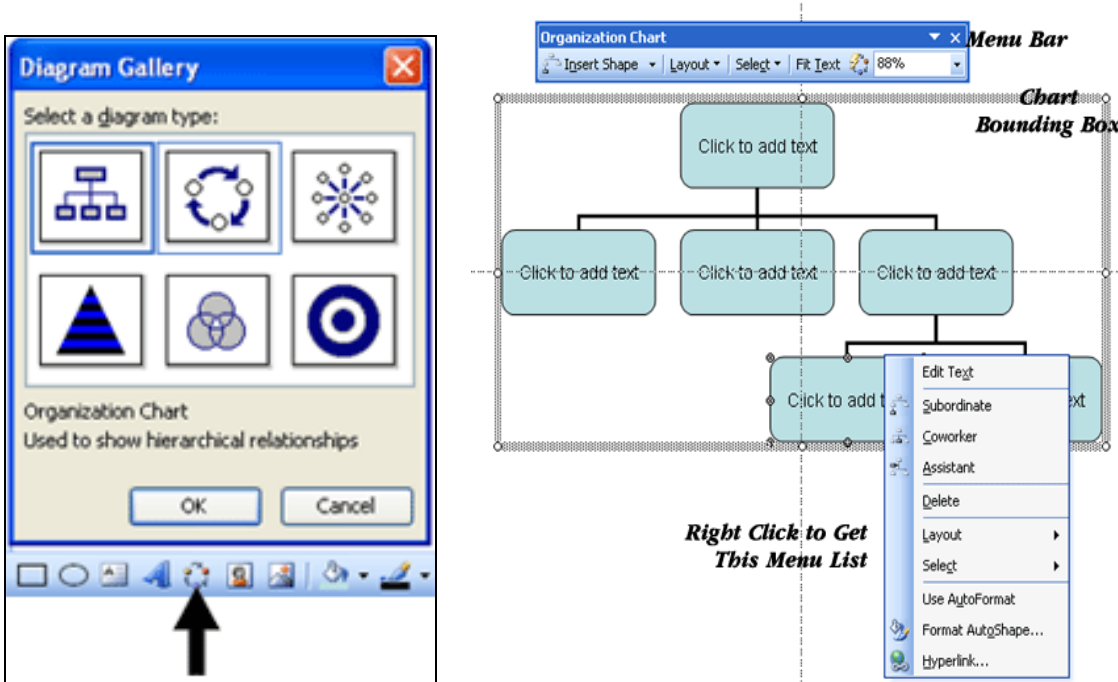 Diagram Gallery
Select a diagram type:
Organization Chart
Used to show hierarchical relationships
OK
Cancel
Organization Chart
Insert Shape
Layout
Select
Fit Text
88%
Menu Bar
Chart
Bounding Box
Click to add text
Click to add text
Click to add text
Click to add text
Click to add t
ext
Edit Text
Subordinate
Coworker
Assistant
Delete
Layout
Select
Use AutoFormat
Format AutoShape...
Hyperlink...
Right Click to Get
This Menu List